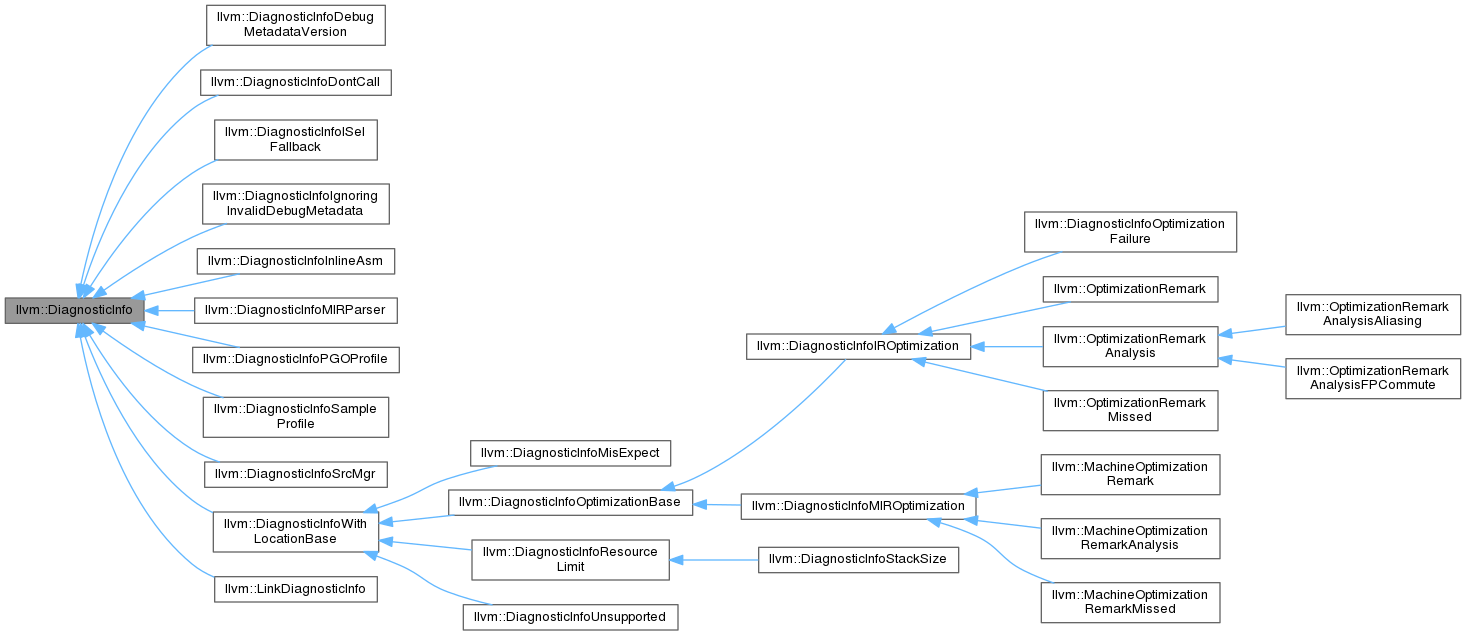 llvm::DiagnosticInfoDebug
MetadataVersion
llvm::DiagnosticInfoDontCall
llvm::DiagnosticInfoISel
Fallback
llvm::DiagnosticInfoIgnoring
InvalidDebugMetadata
llvm::DiagnosticInfoInlineAsm
llvm::DiagnosticInfo
llvm::DiagnosticInfoMIRParser
llvm::DiagnosticInfoPGOProfile
llvm::DiagnosticInfoSample
Profile
llvm::DiagnosticInfoSrcMgr
llvm::DiagnosticInfoWith
LocationBase
llvm::LinkDiagnosticInfo
llvm::DiagnosticInfoMisExpect
llvm::DiagnosticInfoOptimizationBase
llvm::DiagnosticInfoResource
Limit
llvm::DiagnosticInfoUnsupported
llvm::DiagnosticInfoIROptimization
llvm::DiagnosticInfoMIROptimization
llvm::DiagnosticInfoStackSize
llvm::DiagnosticInfoOptimization
Failure
llvm::OptimizationRemark
llvm::OptimizationRemark
Analysis
llvm::OptimizationRemark
Missed
llvm::MachineOptimization
Remark
llvm::MachineOptimization
RemarkAnalysis
llvm::MachineOptimization
RemarkMissed
llvm::OptimizationRemark
AnalysisAliasing
llvm::OptimizationRemark
AnalysisFPCommute